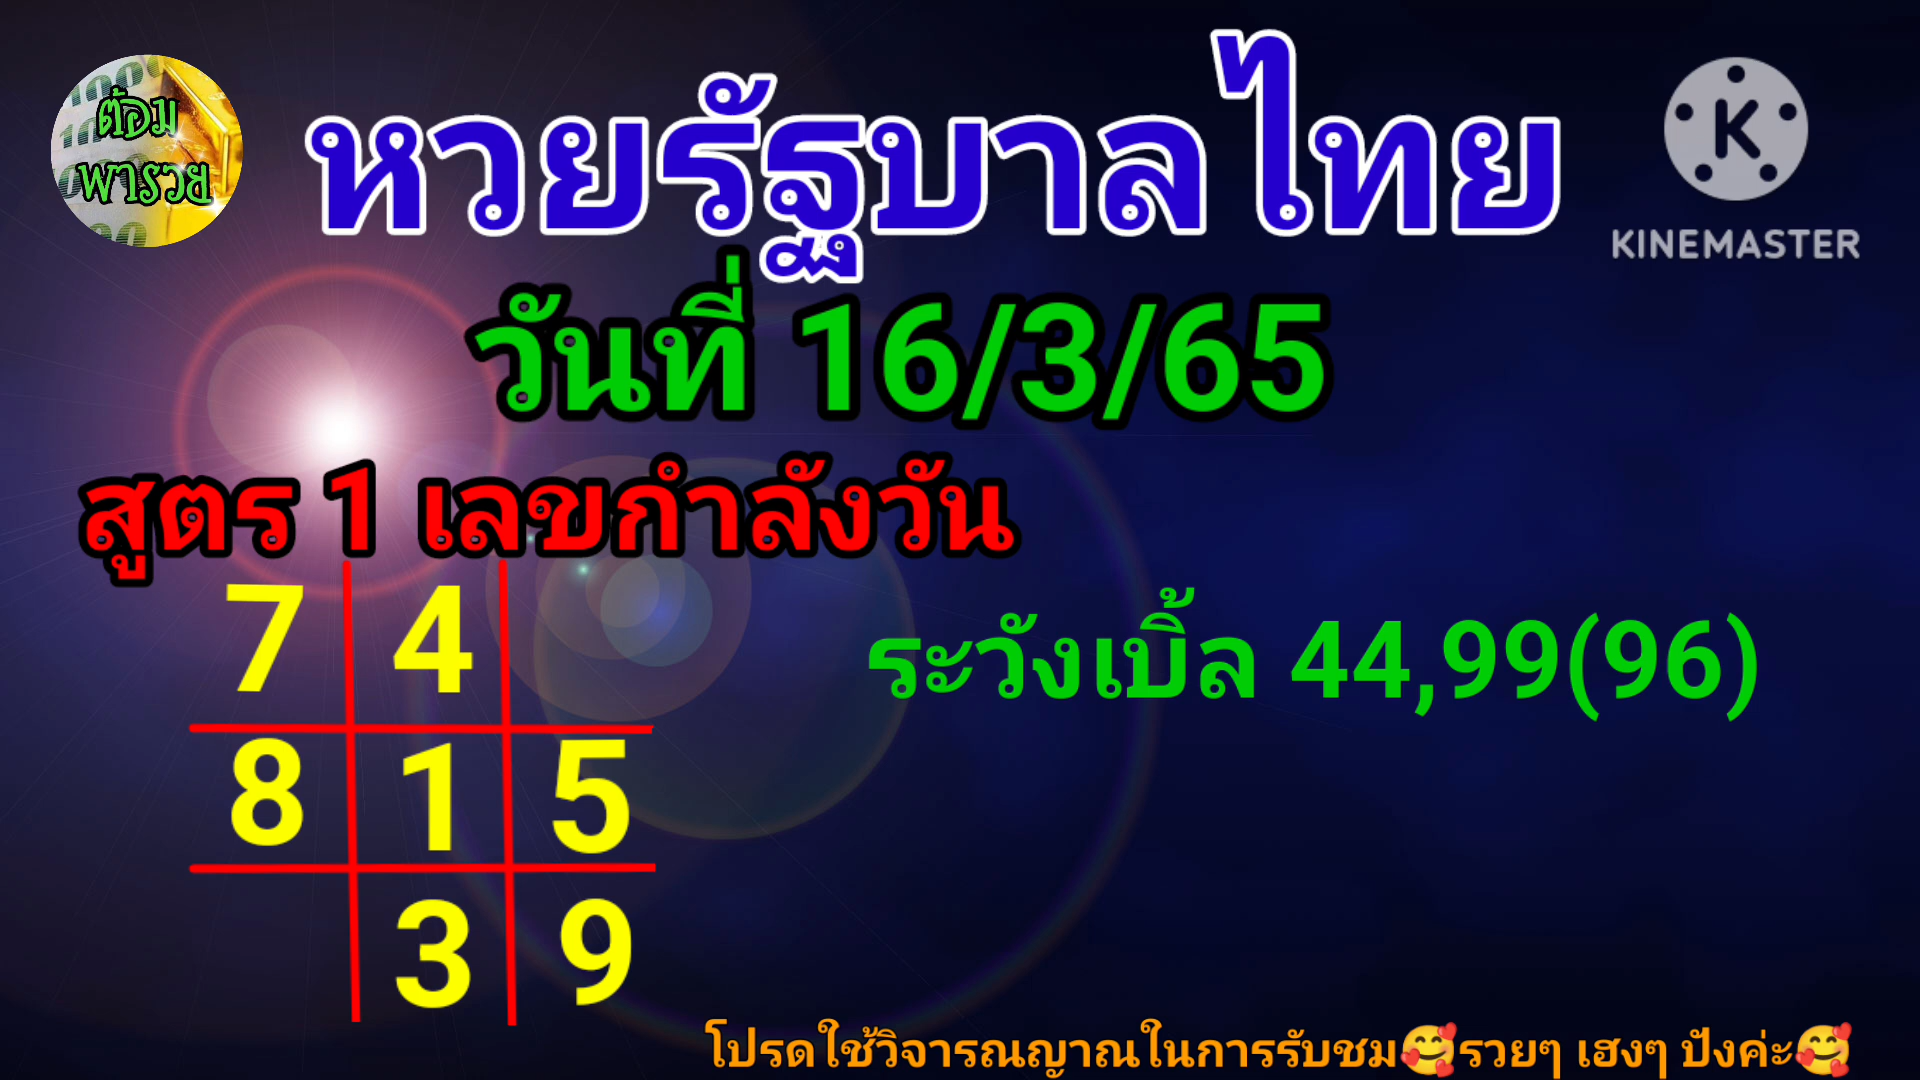 ต้อม
พารวย
หวยรัฐบาลไทย
KINEMASTER
วันที่ 16/3/65
สูตร 1 เลขกำลังวัน
7 4
8 1 5
3 9
ระวังเบิ้ล 44,99(96)
โปรดใช้วิจารณญาณในการรับชม🥰รวยๆ เฮงๆ ปังค่ะ🥰